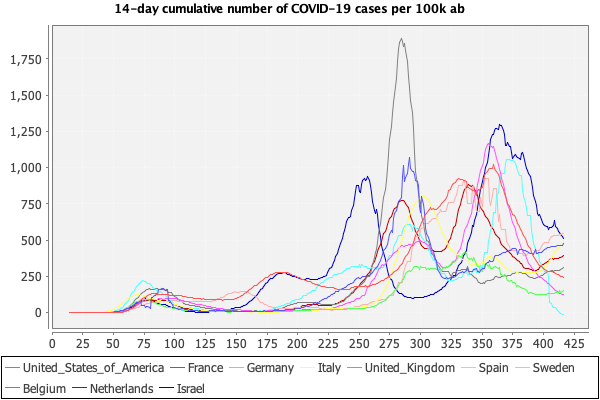 14-day cumulative number of COVID-19 cases per 100k ab
1,750
1,500
1,250
1,000
750
500
250
0
0 25 50 75 100 125 150 175 200 225 250 275 300 325 350 375 400 425
United_States_of_America France Germany Italy United_Kingdom Spain Sweden
Belgium Netherlands Israel